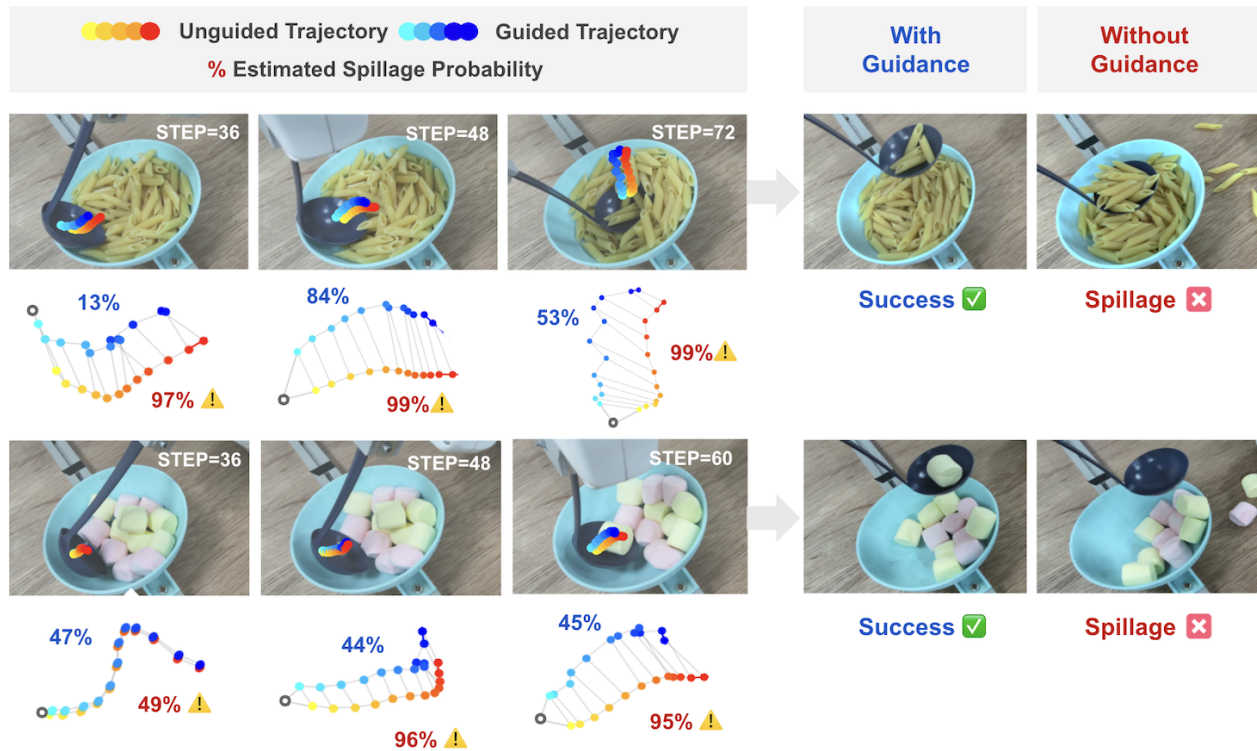 Unguided Trajectory Guided Trajectory
% Estimated Spillage Probability
With
Guidance
Without
Guidance
STEP=36
STEP=48
STEP=72
13%
97%
84%
99%
53%
99%
Success
Spillage
STEP=36
STEP=48
STEP=60
47%
49%
44%
96%
45%
95%
Success
Spillage